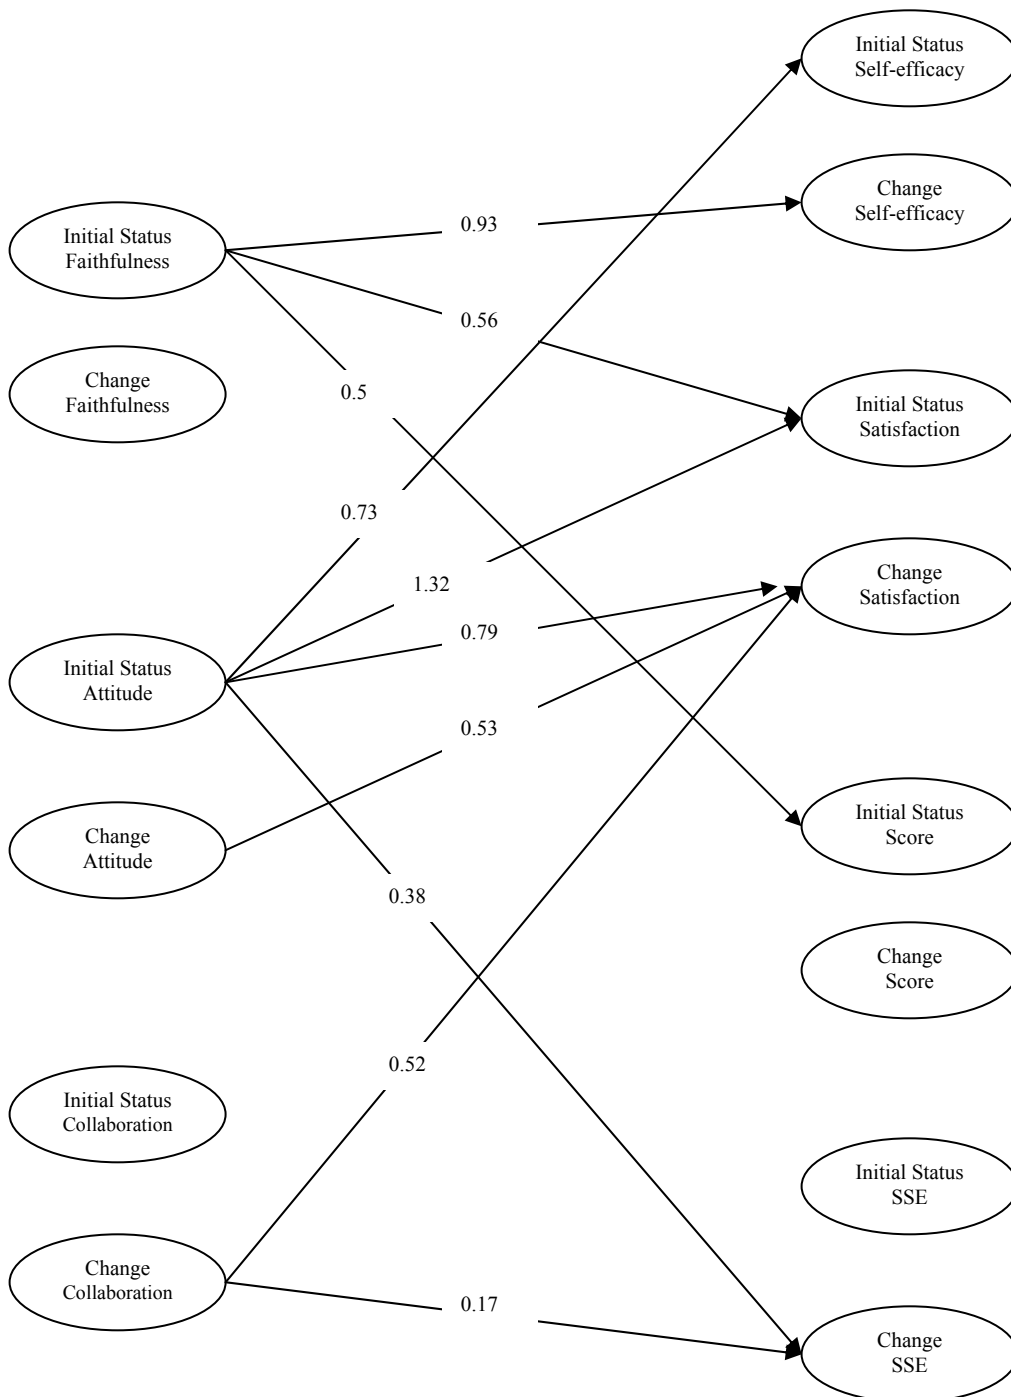 Initial Status
Self-efficacy
Change
Self-efficacy
Initial Status
Faithfulness
0.93
0.56
Change
Faithfulness
0.5
Initial Status
Satisfaction
0.73
1.32
Change
Satisfaction
0.79
Initial Status
Attitude
0.53
Change
Attitude
Initial Status
Score
0.38
Change
Score
0.52
Initial Status
Collaboration
Initial Status
SSE
Change
Collaboration
0.17
Change
SSE